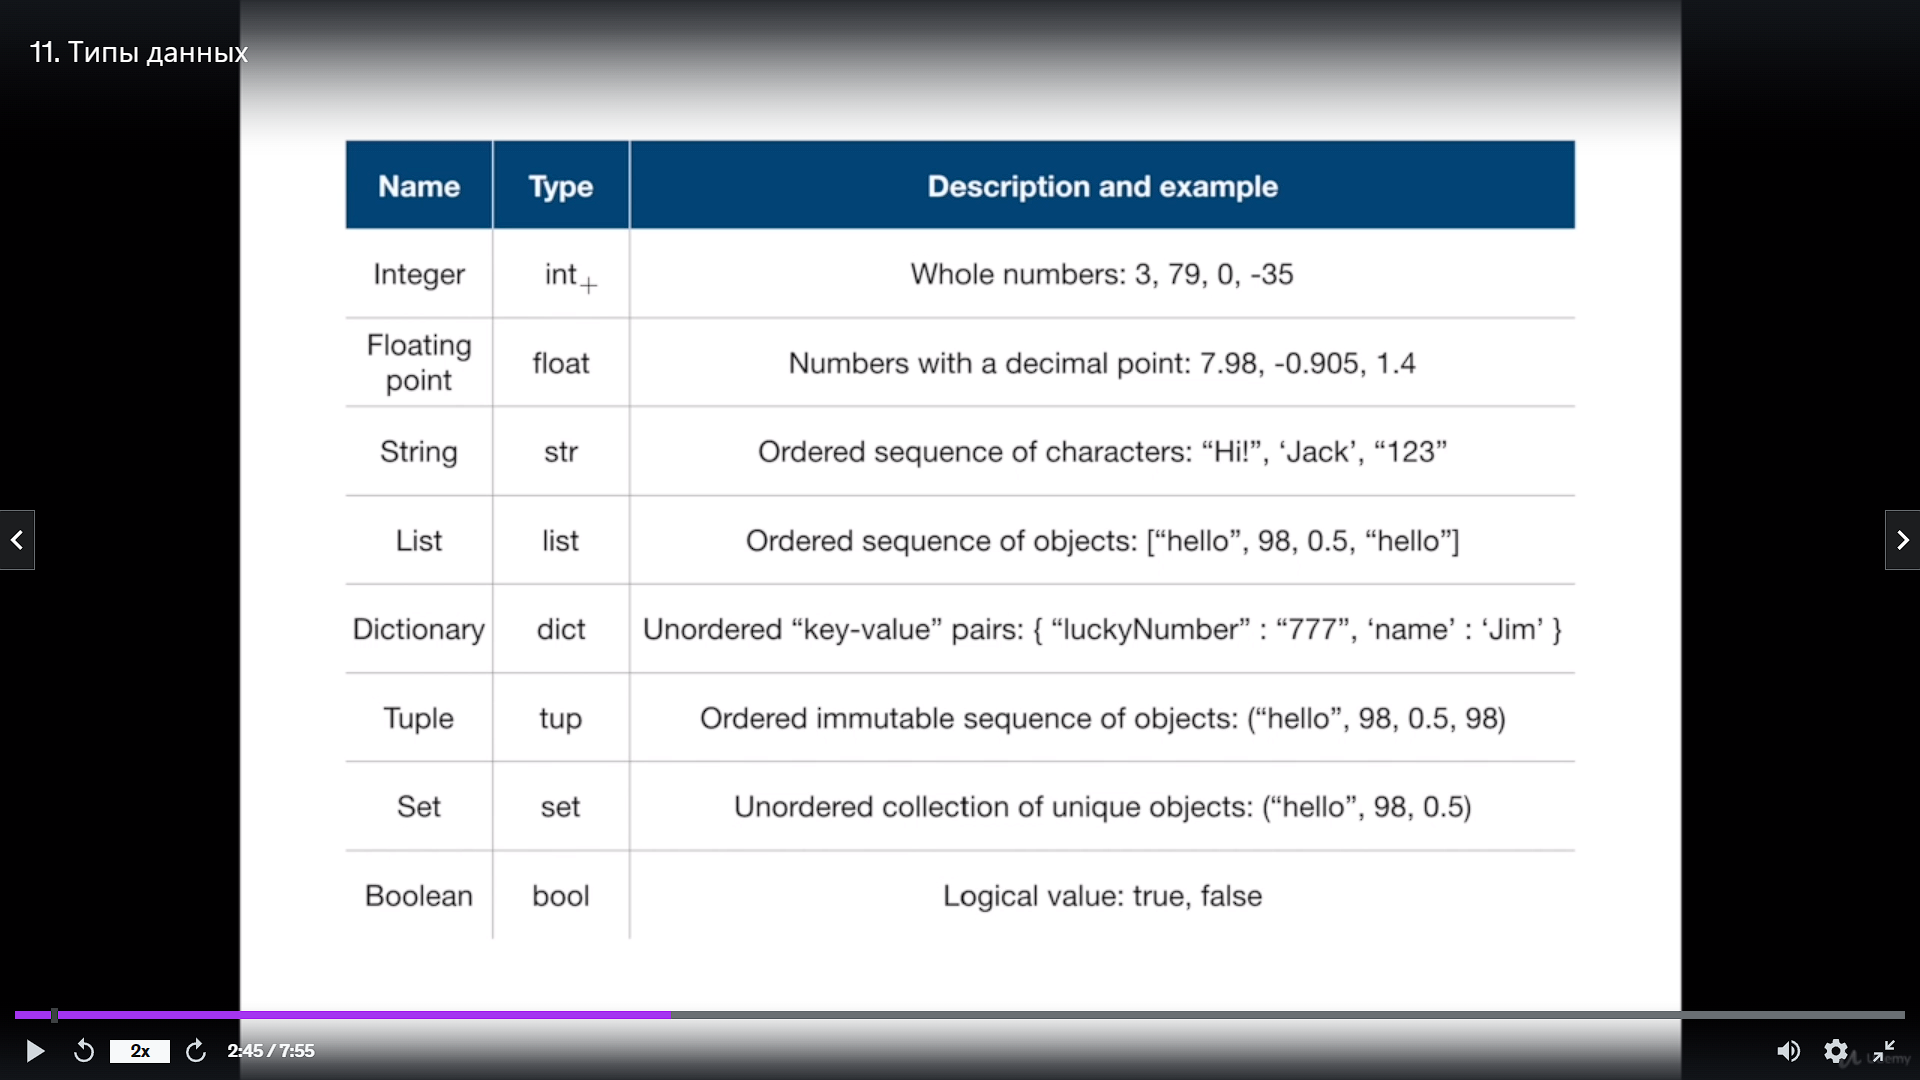 11. Типы данных
Name Type Description and example
Integer int Whole numbers: 3, 79, 0, -35
Floating point float Numbers with a decimal point: 7.98, -0.905, 1.4
String str Ordered sequence of characters: “Hi!”, ‘Jack’, “123”
List list Ordered sequence of objects: [“hello”, 98, 0.5, “hello”]
Dictionary dict Unordered “key-value” pairs: { “luckyNumber” : “777”, ‘name’ : ‘Jim’ }
Tuple tup Ordered immutable sequence of objects: (“hello”, 98, 0.5, 98)
Set set Unordered collection of unique objects: (“hello”, 98, 0.5)
Boolean bool Logical value: true, false
2x 2:45 / 7:55
Udemy